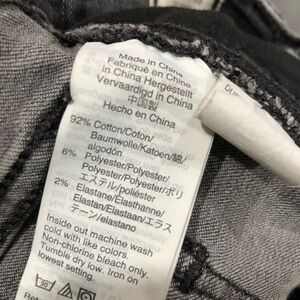 Made in China
Fabriqué en Chine
In China Hergestellt
Vervaardigd in China
中国製
Hecho en China
92% Cotton/Coton/
Baumwolle/Katoen/綿/
algodón
6% Polyester/Polyester/
Polyester/Polyester/ポリ
エステル/poliéster
2% Elastane/Élasthanne/
Elastan/Elastaan/エラス
テーン/elastano
Inside out machine wash
cold with like colors.
Non-chlorine bleach only.
Tumble dry low. Iron on
lowest setting.
30